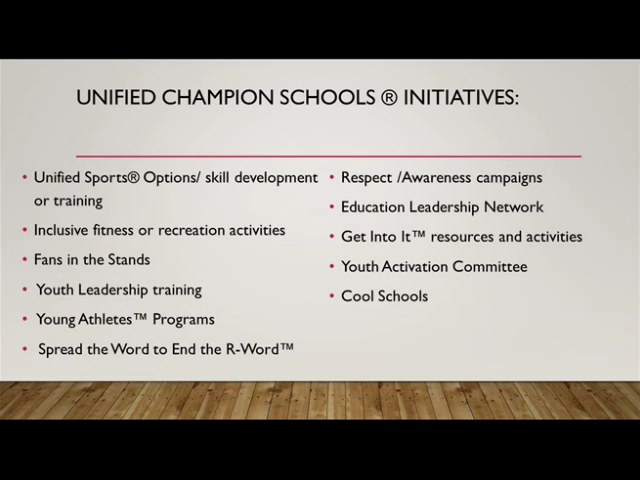 UNIFIED CHAMPION SCHOOLS ® INITIATIVES:
• Unified Sports® Options/ skill development
or training
• Inclusive fitness or recreation activities
• Fans in the Stands
• Youth Leadership training
• Young Athletes™ Programs
• Spread the Word to End the R-Word™
• Respect /Awareness campaigns
• Education Leadership Network
• Get Into It™ resources and activities
• Youth Activation Committee
• Cool Schools